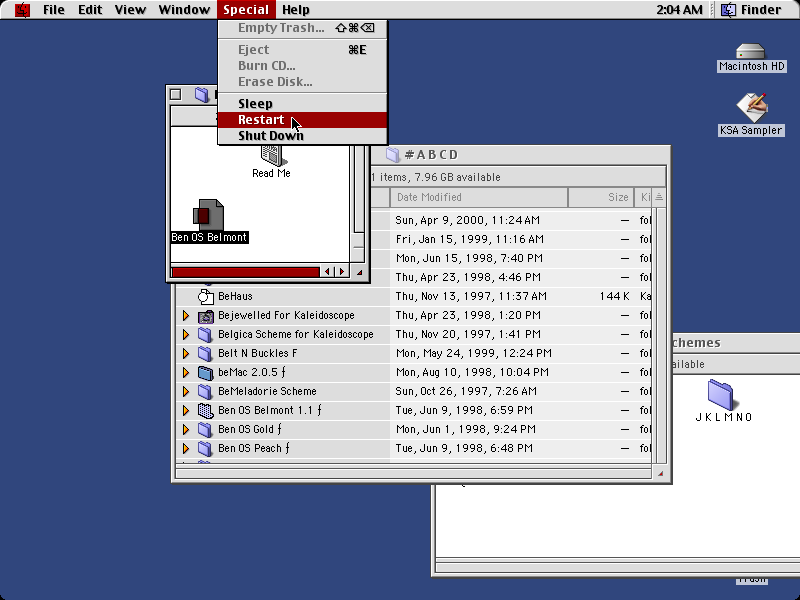 File Edit View Window Special Help 2:04 AM Finder
Empty Trash... ⇧⌘⌫
Eject ⌘E
Burn CD...
Erase Disk...
Sleep
Restart
Shut Down
Macintosh HD
KSA Sampler
Read Me
Ben OS Belmont
#ABCD
1 items, 7.96 GB available
Date Modified Size Ki
Sun, Apr 9, 2000, 11:24 AM — fol
Fri, Jan 15, 1999, 11:16 AM — fol
Mon, Jun 15, 1998, 7:40 PM — fol
Thu, Apr 23, 1998, 4:46 PM — fol
BeHaus Thu, Nov 13, 1997, 11:37 AM 144 K Ka
Bejewelled For Kaleidoscope Thu, Apr 23, 1998, 1:20 PM — fol
Belgica Scheme for Kaleidoscope Thu, Nov 20, 1997, 1:41 PM — fol
Belt N Buckles F Mon, May 24, 1999, 12:24 PM — fol
beMac 2.0.5 ƒ Mon, Aug 10, 1998, 10:04 PM — fol
BeMeladorie Scheme Sun, Oct 26, 1997, 7:26 AM — fol
Ben OS Belmont 1.1 ƒ Tue, Jun 9, 1998, 6:59 PM — fol
Ben OS Gold ƒ Mon, Jun 1, 1998, 9:24 PM — fol
Ben OS Peach ƒ Tue, Jun 9, 1998, 6:48 PM — fol
chemes
ailable
J K L M N O
Trash